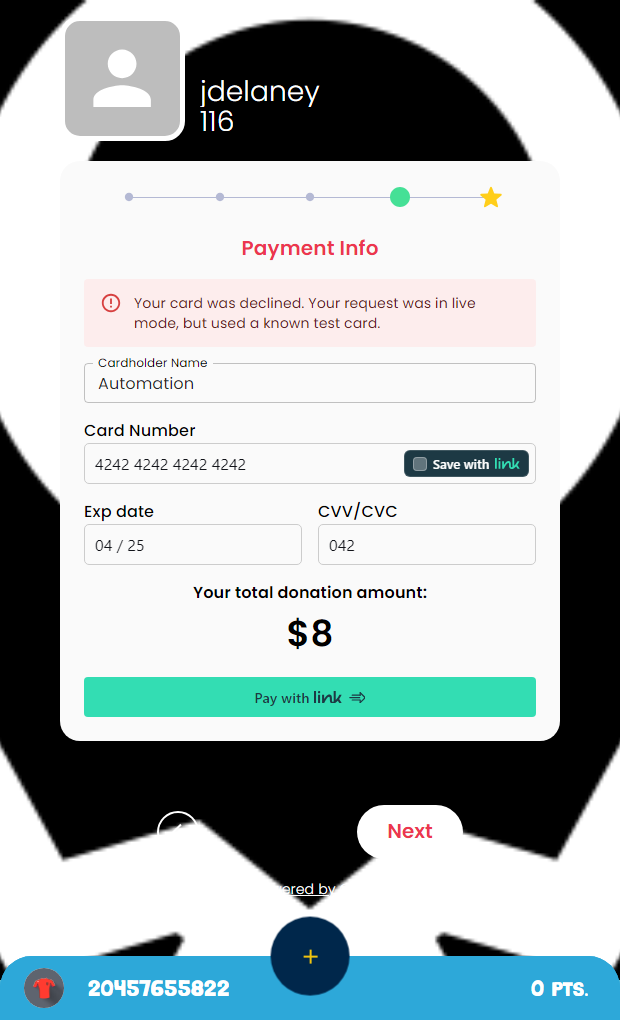 jdelaney
116
Payment Info
Your card was declined. Your request was in live
mode, but used a known test card.
Cardholder Name
Automation
Card Number
4242 4242 4242 4242
Save with link
Exp date
CVV/CVC
04 / 25
042
Your total donation amount:
$8
Pay with link
Next
ered by
20457655822
0 PTS.